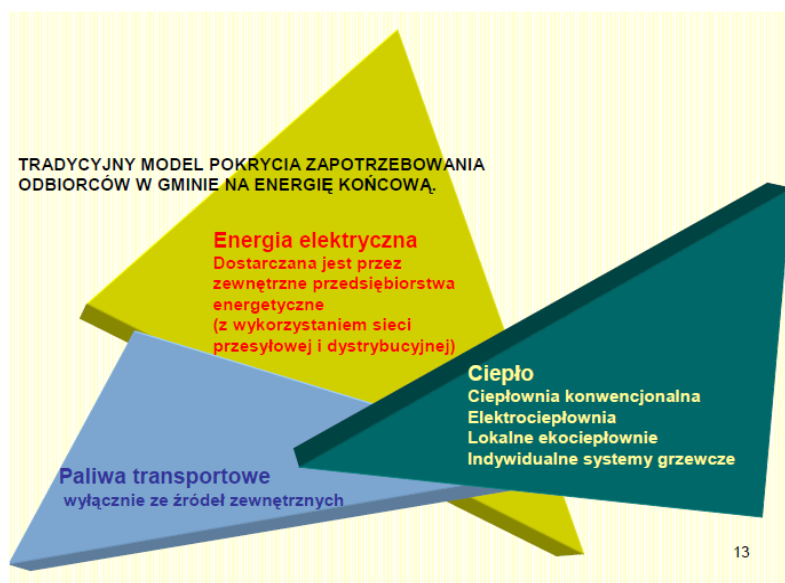 TRADYCYJNY MODEL POKRYCIA ZAPOTRZEBOWANIA
ODBIORCÓW W GMINIE NA ENERGIĘ KOŃCOWĄ.
Energia elektryczna
Dostarczana jest przez
zewnętrzne przedsiębiorstwa
energetyczne
(z wykorzystaniem sieci
przesyłowej i dystrybucyjnej)
Ciepło
Ciepłownia konwencjonalna
Elektrociepłownia
Lokalne ekociepłownie
Indywidualne systemy grzewcze
Paliwa transportowe
wyłącznie ze źródeł zewnętrznych
13